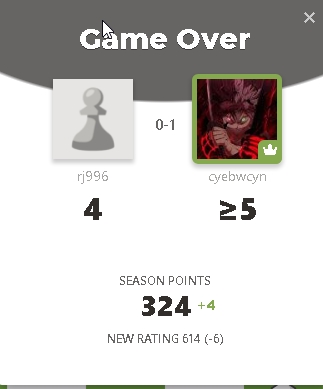 Game Over
0-1
rj996
cyebwcyn
4
≥5
SEASON POINTS
324 +4
NEW RATING 614 (-6)